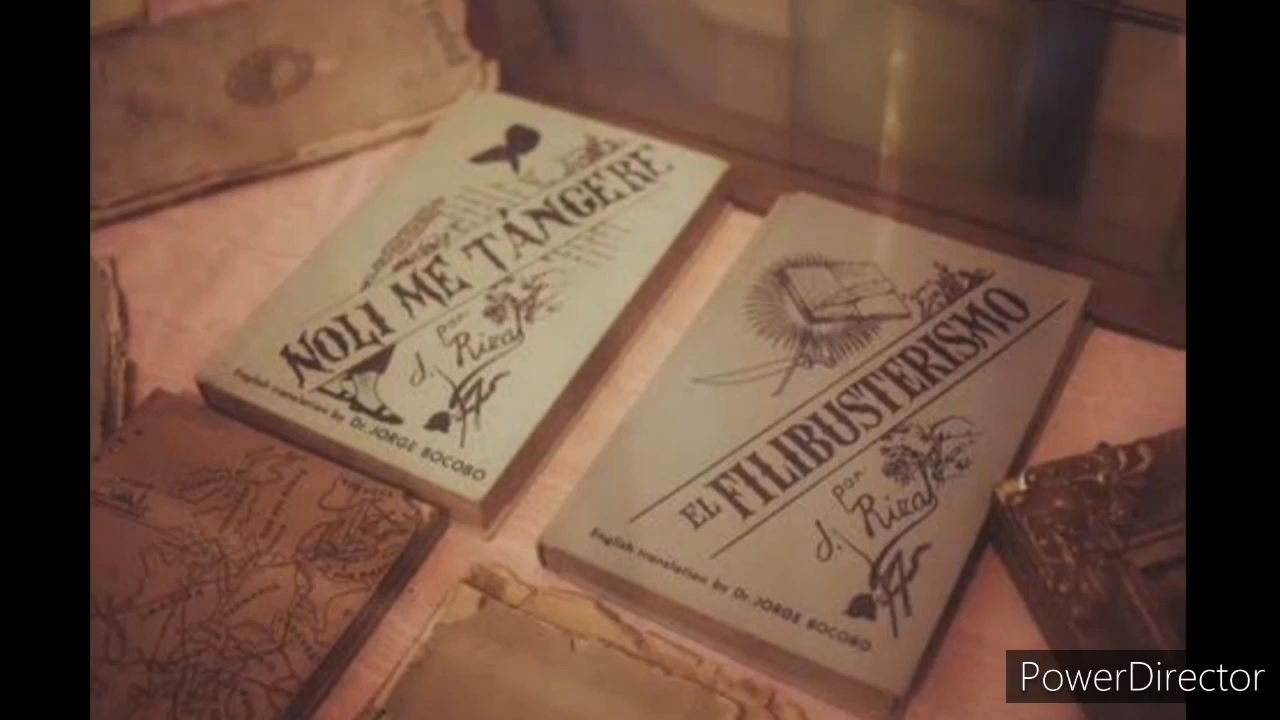 NOLI ME TÁNGERE
por
J. Rizal
English translation by Dr. JORGE BOCOBO
EL FILIBUSTERISMO
por
J. Rizal
English translation by Dr. JORGE BOCOBO
PowerDirector